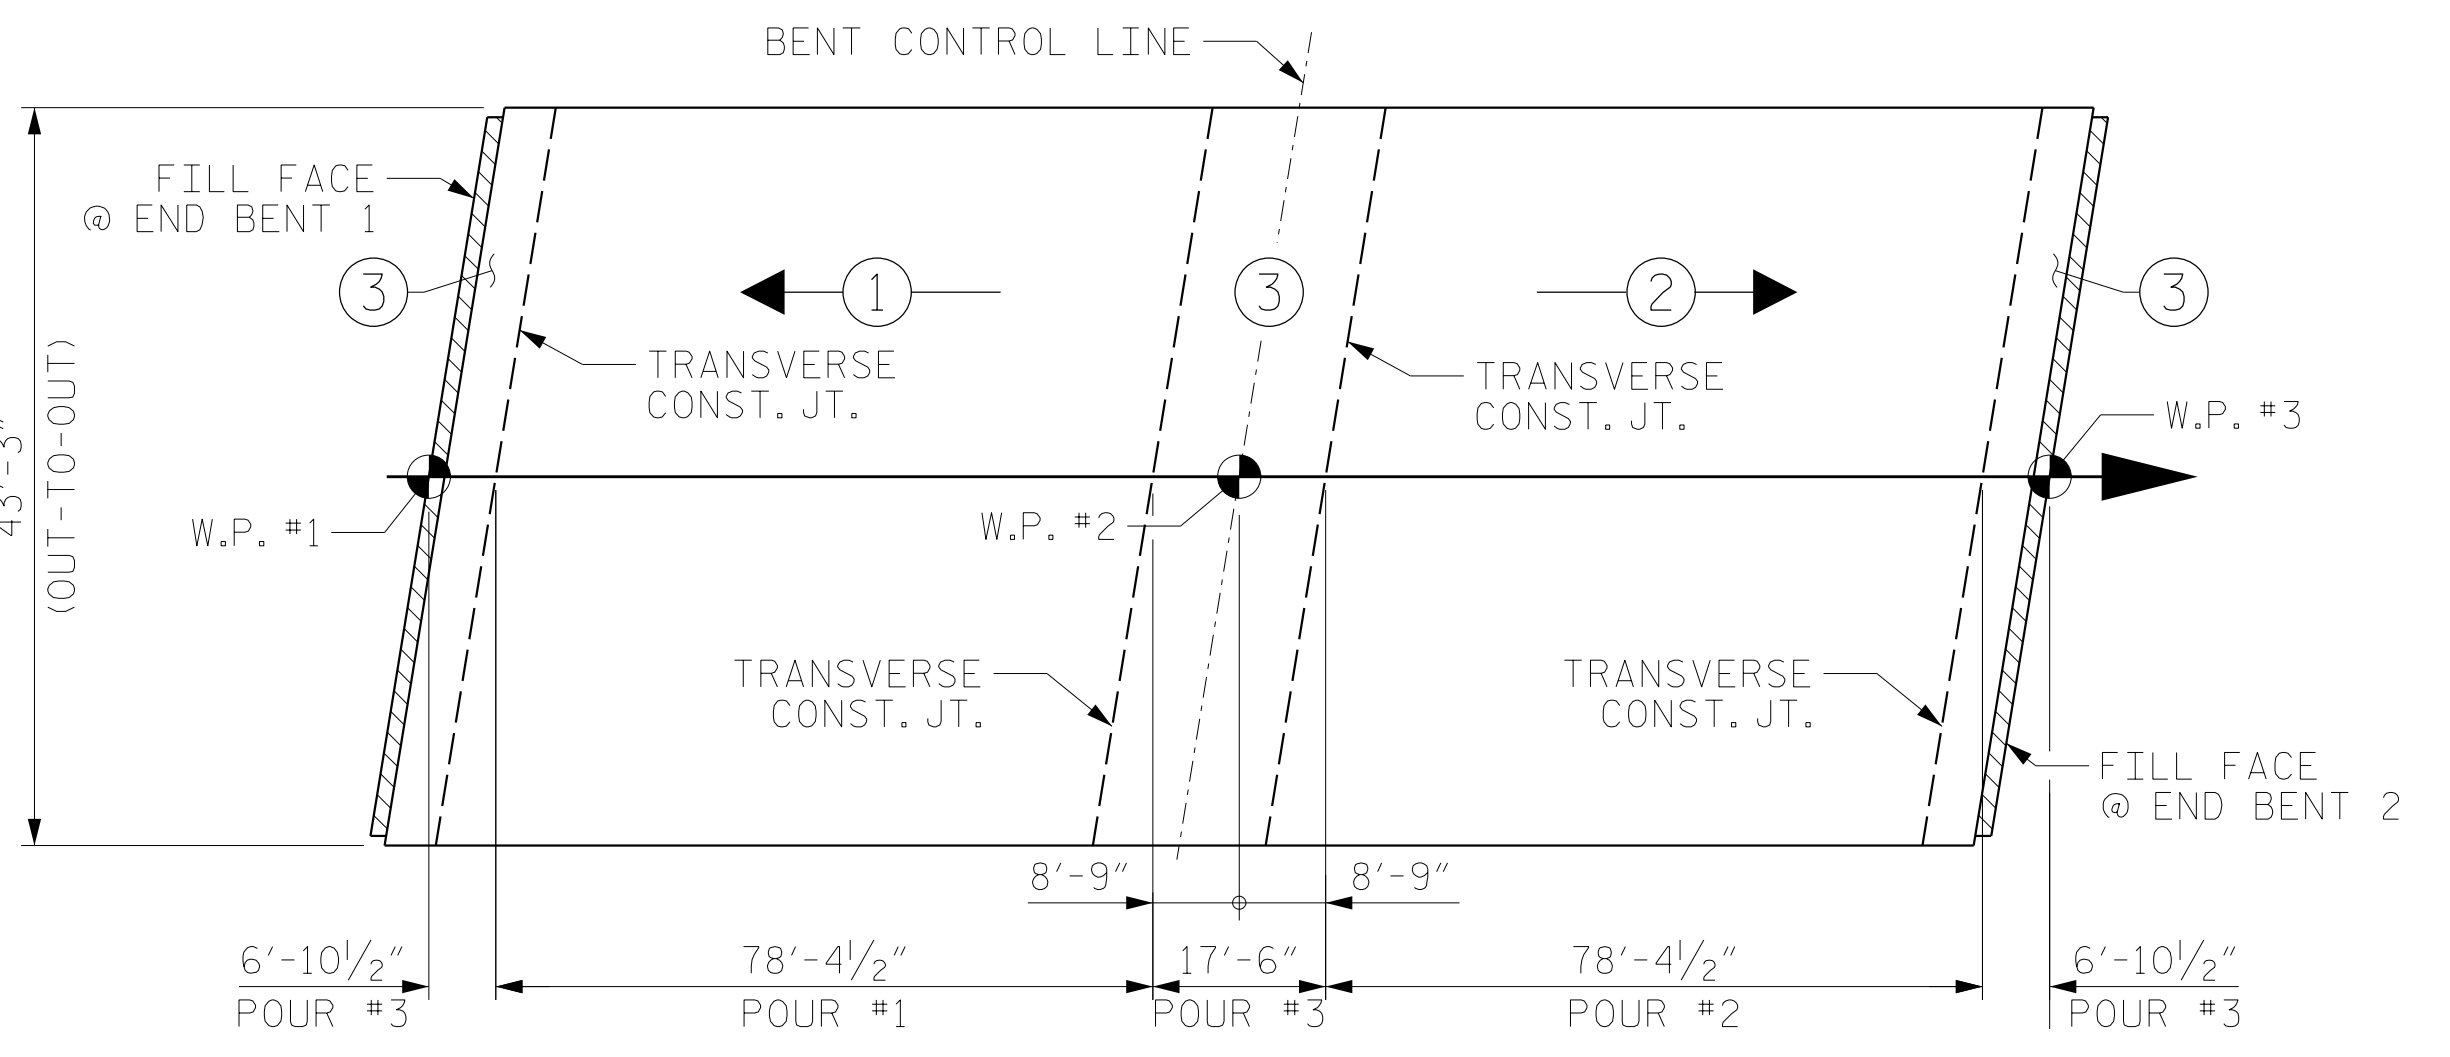 BENT CONTROL LINE
FILL FACE
@ END BENT 1
43'-3"
(OUT-TO-OUT)
3
1
3
2
3
TRANSVERSE
CONST. JT.
TRANSVERSE
CONST. JT.
W.P. #3
W.P. #1
W.P. #2
TRANSVERSE
CONST. JT.
TRANSVERSE
CONST. JT.
FILL FACE
@ END BENT 2
8'-9"
8'-9"
6'-10½"
POUR #3
78'-4½"
POUR #1
17'-6"
POUR #3
78'-4½"
POUR #2
6'-10½"
POUR #3